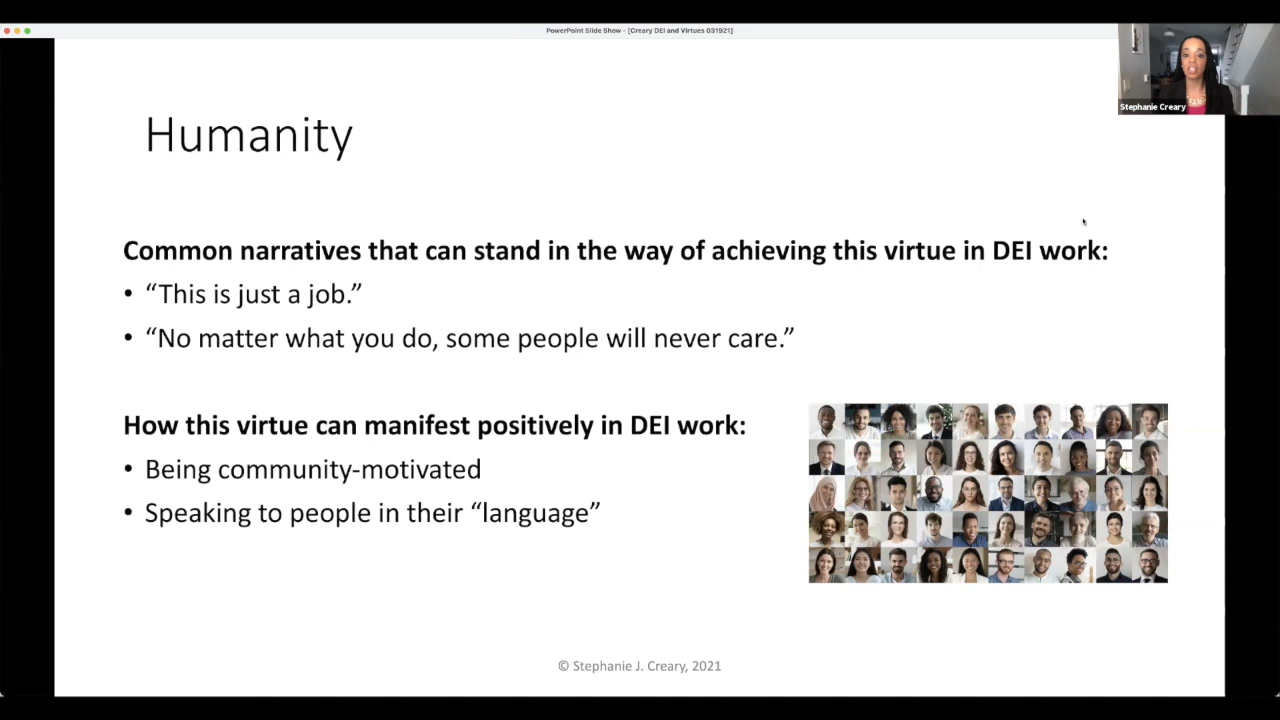 PowerPoint Slide Show - [Creary DEI and Virtues 031921]
Stephanie Creary
Humanity
Common narratives that can stand in the way of achieving this virtue in DEI work:
• “This is just a job.”
• “No matter what you do, some people will never care.”
How this virtue can manifest positively in DEI work:
• Being community-motivated
• Speaking to people in their “language”
© Stephanie J. Creary, 2021